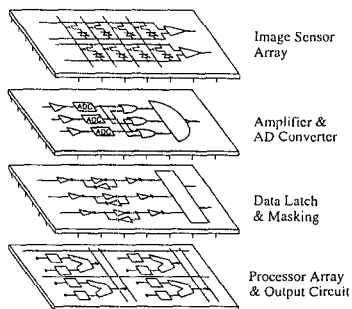 Image Sensor
Array
ADC
ADC
ADC
Amplifier &
AD Converter
Data Latch
& Masking
Processor Array
& Output Circuit